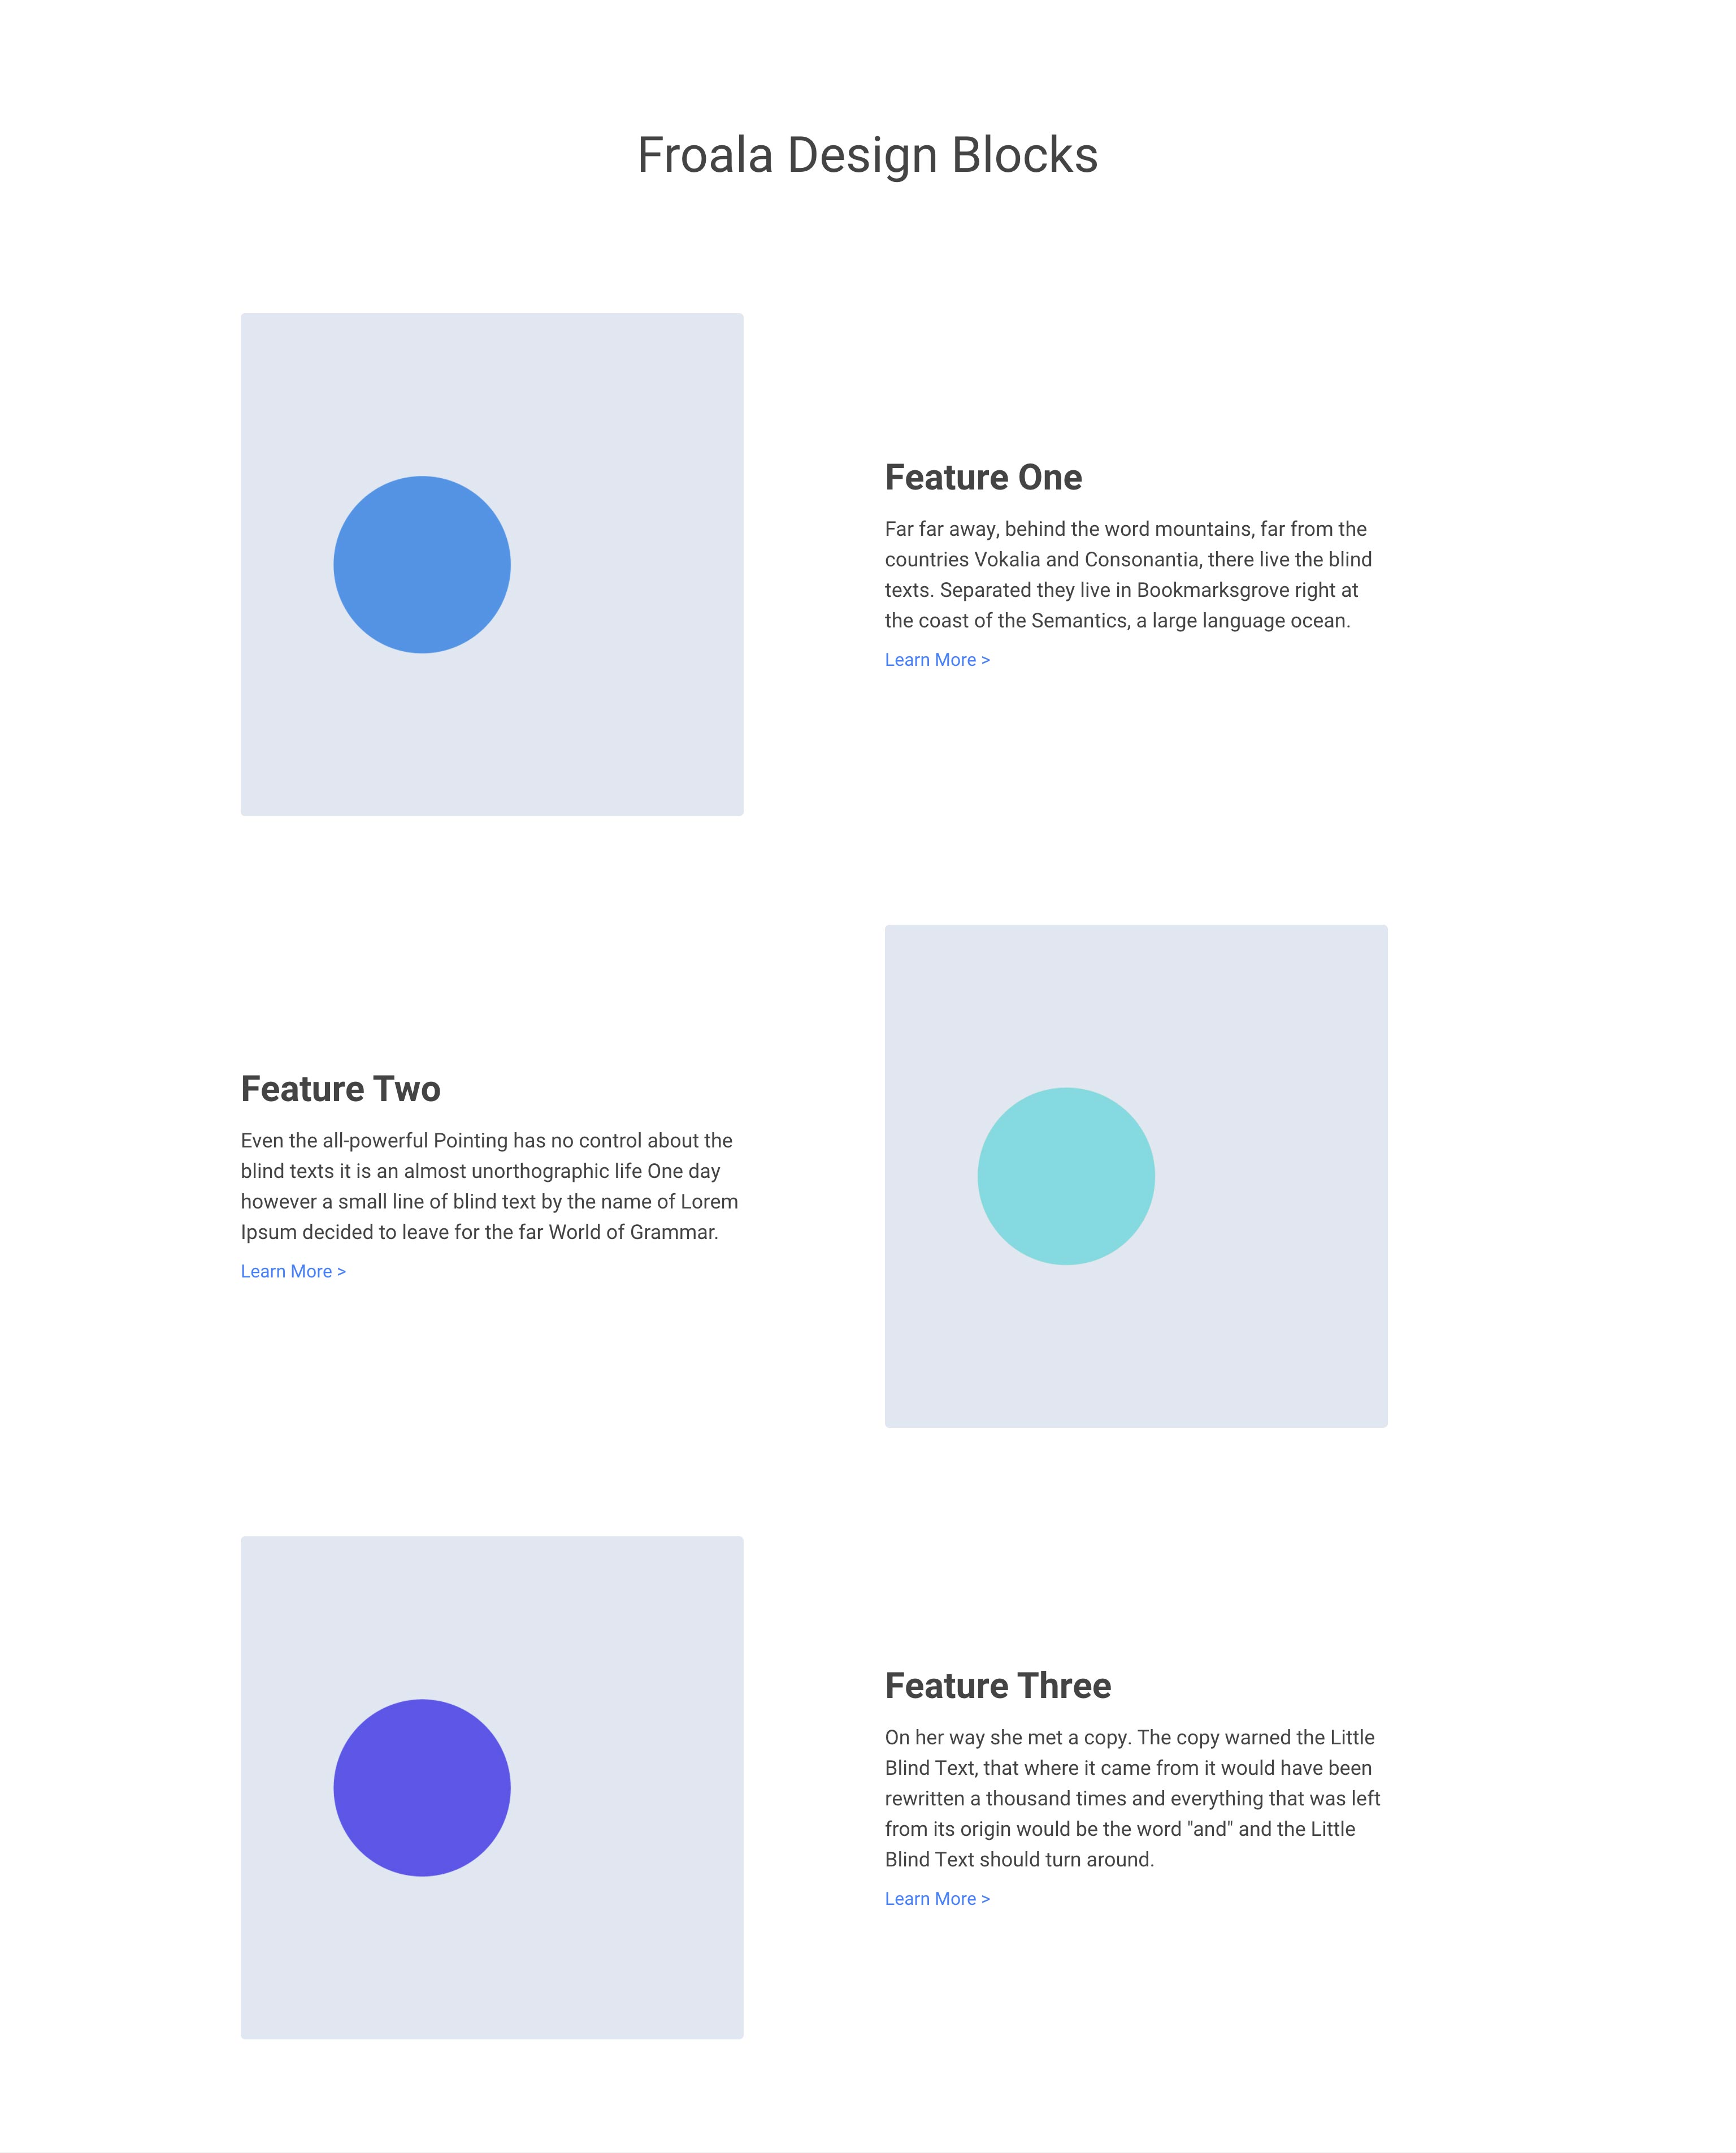 Froala Design Blocks
Feature One
Far far away, behind the word mountains, far from the
countries Vokalia and Consonantia, there live the blind
texts. Separated they live in Bookmarksgrove right at
the coast of the Semantics, a large language ocean.
Learn More >
Feature Two
Even the all-powerful Pointing has no control about the
blind texts it is an almost unorthographic life One day
however a small line of blind text by the name of Lorem
Ipsum decided to leave for the far World of Grammar.
Learn More >
Feature Three
On her way she met a copy. The copy warned the Little
Blind Text, that where it came from it would have been
rewritten a thousand times and everything that was left
from its origin would be the word "and" and the Little
Blind Text should turn around.
Learn More >